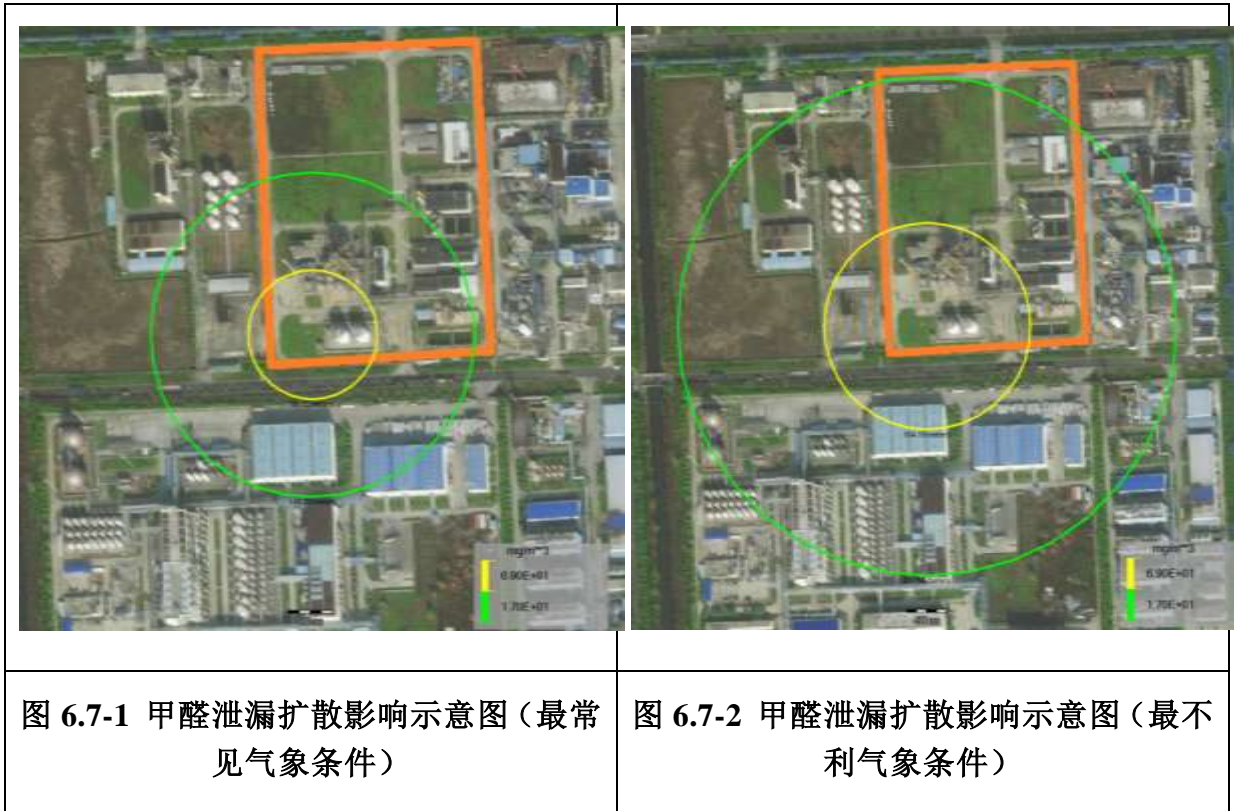 mg/m^3
6.90E+01
1.70E+01
40m
mg/m^3
6.90E+01
1.70E+01
图 6.7-1 甲醛泄漏扩散影响示意图（最常
见气象条件）
图 6.7-2 甲醛泄漏扩散影响示意图（最不
利气象条件）